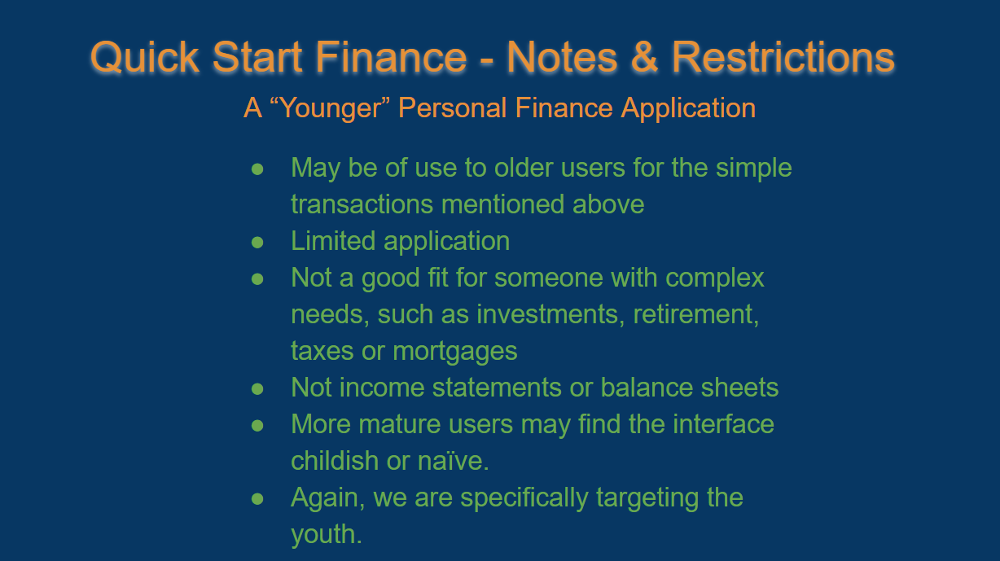 Quick Start Finance - Notes & Restrictions
A “Younger” Personal Finance Application
● May be of use to older users for the simple
transactions mentioned above
● Limited application
● Not a good fit for someone with complex
needs, such as investments, retirement,
taxes or mortgages
● Not income statements or balance sheets
● More mature users may find the interface
childish or naïve.
● Again, we are specifically targeting the
youth.